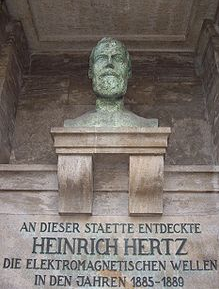 AN DIESER STAETTE ENTDECKTE
HEINRICH HERTZ
DIE ELEKTROMAGNETISCHEN WELLEN
IN DEN JAHREN 1885-1889